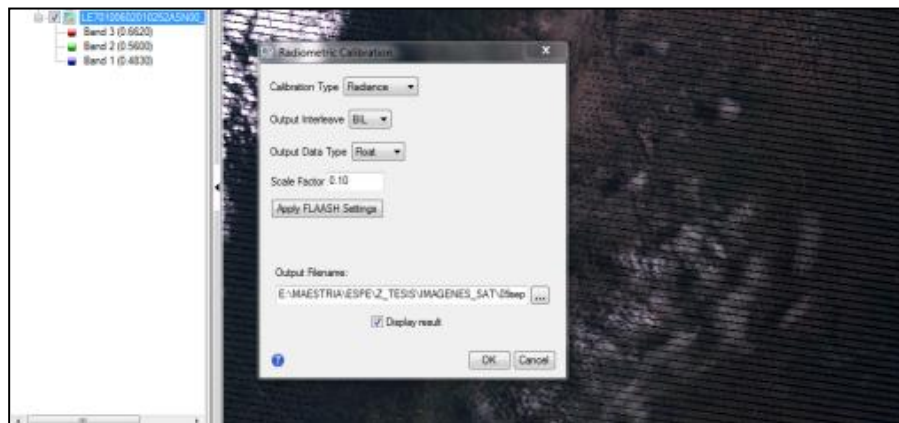 LE70100602010252ASN00_
Band 3 (0.6620)
Band 2 (0.5600)
Band 1 (0.4830)
Radiometric Calibration
Calibration Type Radiance
Output Interleave BIL
Output Data Type Float
Scale Factor 0.10
Apply FLAASH Settings
Output Filename:
E:\MAESTRIA\ESPE\Z_TESIS\IMAGENES_SAT\
...
Display result
OK Cancel